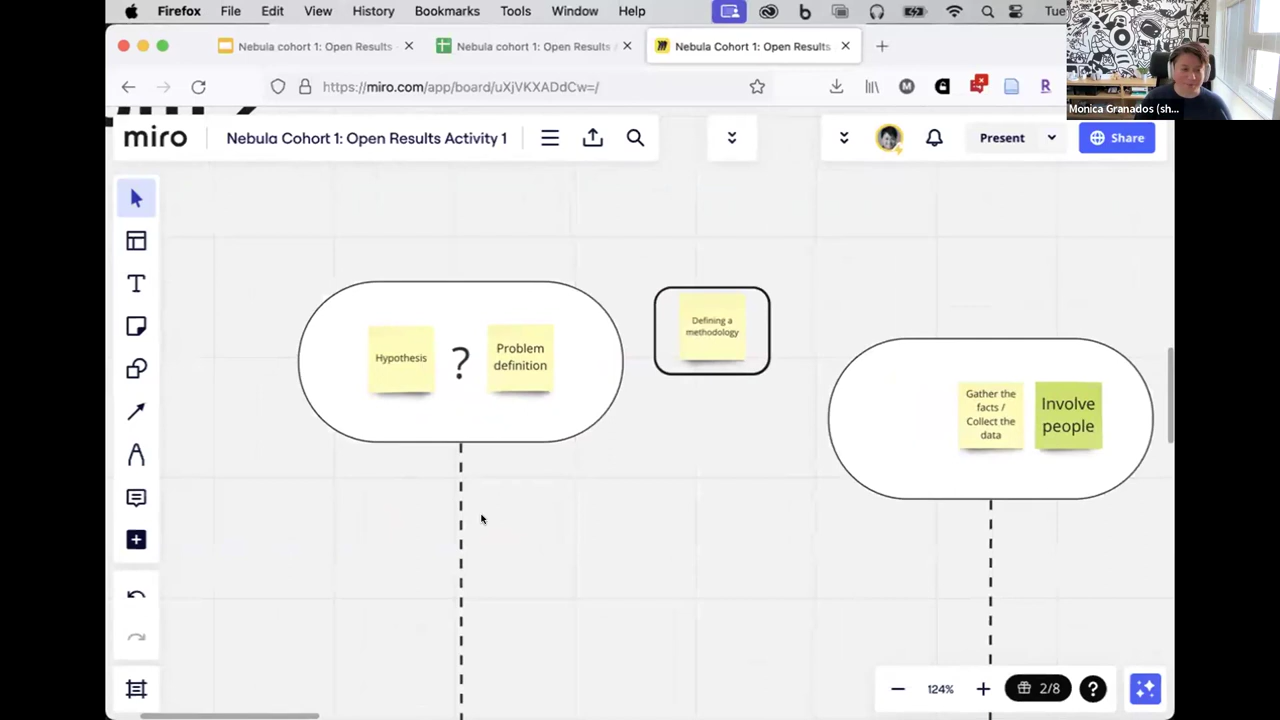 Firefox File Edit View History Bookmarks Tools Window Help Tue
Nebula cohort 1: Open Results
Nebula cohort 1: Open Results
Nebula Cohort 1: Open Results
https://miro.com/app/board/uXjVKXADdCw=/
Monica Granados (sh...
miro
Nebula Cohort 1: Open Results Activity 1
Present
Share
Hypothesis
?
Problem
definition
Defining a
methodology
Gather the
facts /
Collect the
data
Involve
people
124%
2/8